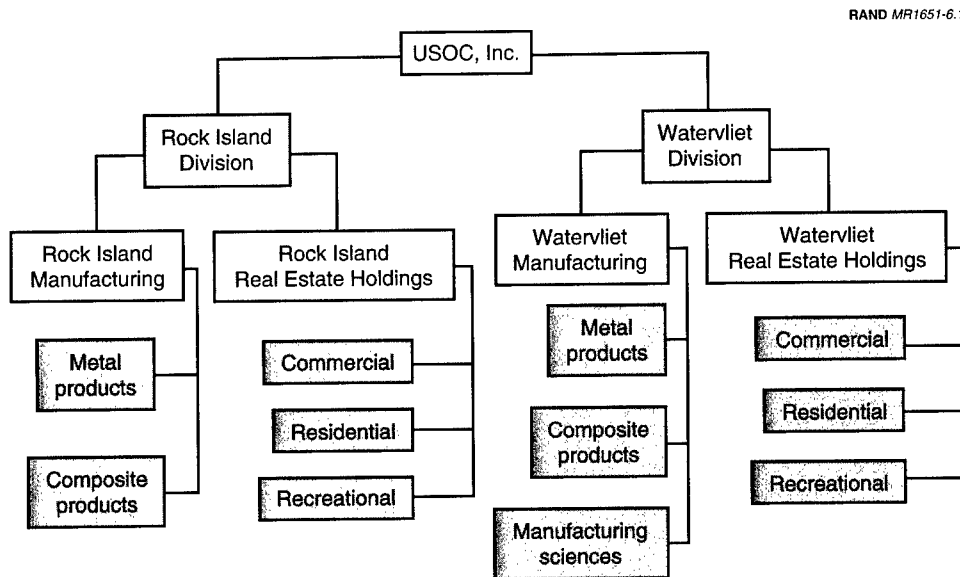 RAND MR1651-6.1
USOC, Inc.
Rock Island
Division
Watervliet
Division
Rock Island
Manufacturing
Rock Island
Real Estate Holdings
Watervliet
Manufacturing
Watervliet
Real Estate Holdings
Metal
products
Composite
products
Commercial
Residential
Recreational
Metal
products
Composite
products
Manufacturing
sciences
Commercial
Residential
Recreational